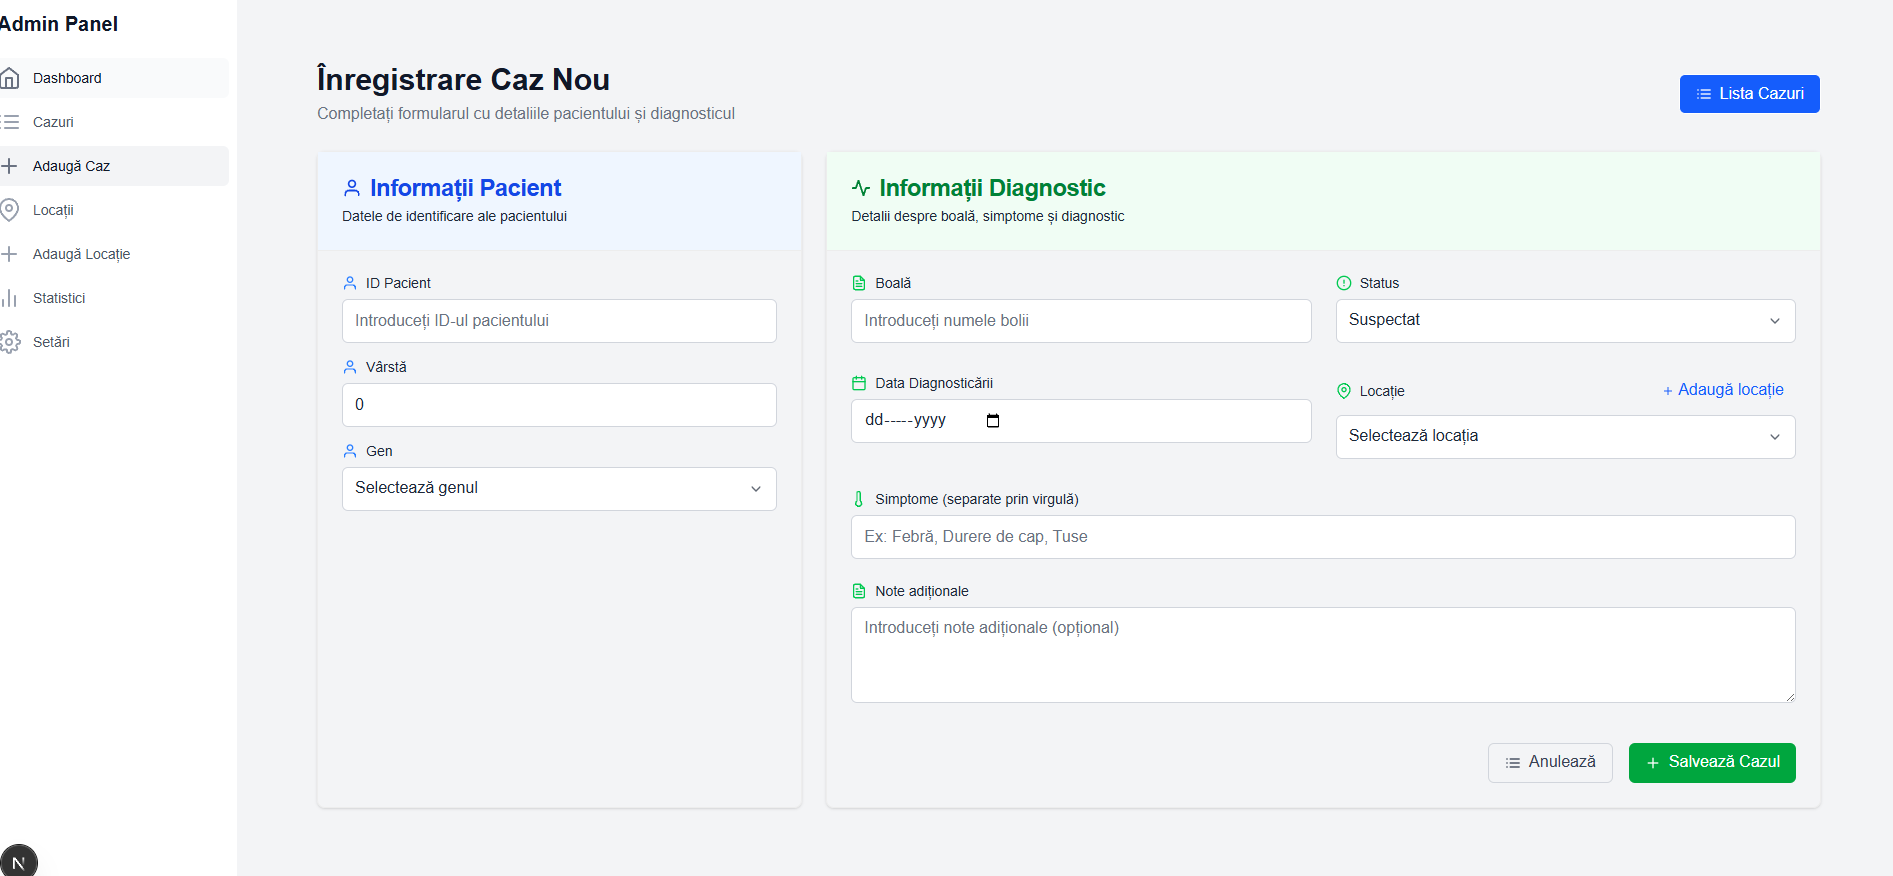 Admin Panel
Dashboard
Cazuri
Adaugă Caz
Locații
Adaugă Locație
Statistici
Setări
N
Înregistrare Caz Nou
Completați formularul cu detaliile pacientului și diagnosticul
Lista Cazuri
Informații Pacient
Datele de identificare ale pacientului
ID Pacient
Introduceți ID-ul pacientului
Vârstă
0
Gen
Selectează genul
Informații Diagnostic
Detalii despre boală, simptome și diagnostic
Boală
Introduceți numele bolii
Status
Suspectat
Data Diagnosticării
dd-----yyyy
Locație
+ Adaugă locație
Selectează locația
Simptome (separate prin virgulă)
Ex: Febră, Durere de cap, Tuse
Note adiționale
Introduceți note adiționale (opțional)
Anulează
+ Salvează Cazul